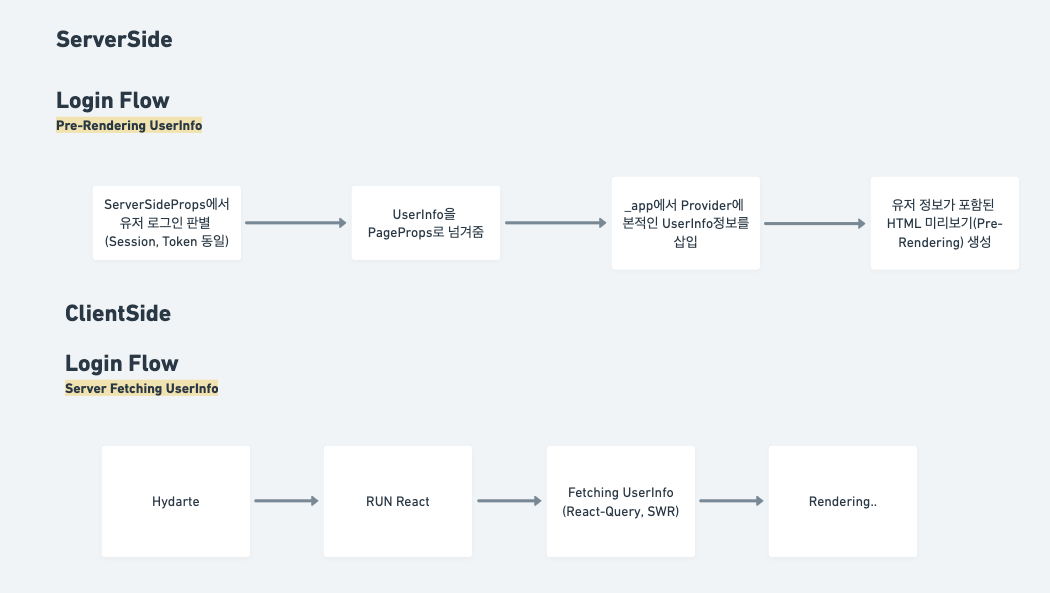 ServerSide
Login Flow
Pre-Rendering UserInfo
ServerSideProps에서
유저 로그인 판별
(Session, Token 동일)
UserInfo을
PageProps로 넘겨줌
_app에서 Provider에
본적인 UserInfo정보를
삽입
유저 정보가 포함된
HTML 미리보기(Pre-
Rendering) 생성
ClientSide
Login Flow
Server Fetching UserInfo
Hydarte
RUN React
Fetching UserInfo
(React-Query, SWR)
Rendering..